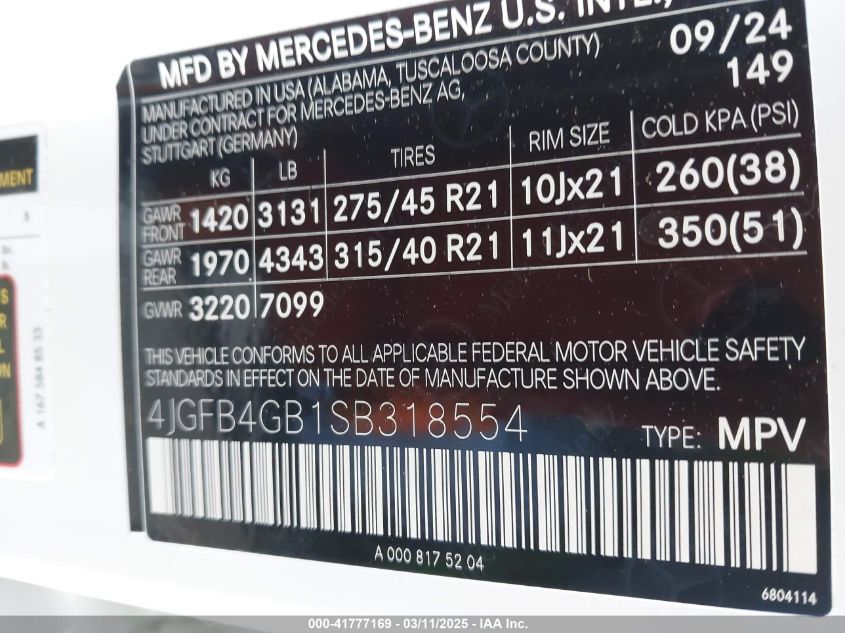 MFD BY MERCEDES-BENZ U.S. INTL.,
09/24
149
MANUFACTURED IN USA (ALABAMA, TUSCALOOSA COUNTY)
UNDER CONTRACT FOR MERCEDES-BENZ AG,
STUTTGART (GERMANY)
KG LB TIRES RIM SIZE COLD KPA (PSI)
GAWR FRONT 1420 3131 275/45 R21 10Jx21 260(38)
GAWR REAR 1970 4343 315/40 R21 11Jx21 350(51)
GVWR 3220 7099
THIS VEHICLE CONFORMS TO ALL APPLICABLE FEDERAL MOTOR VEHICLE SAFETY
STANDARDS IN EFFECT ON THE DATE OF MANUFACTURE SHOWN ABOVE.
4JGFB4GB1SB318554 TYPE: MPV
A 000 817 52 04
6804114
A 167 584 85 33
000-41777169 - 03/11/2025 - IAA Inc.